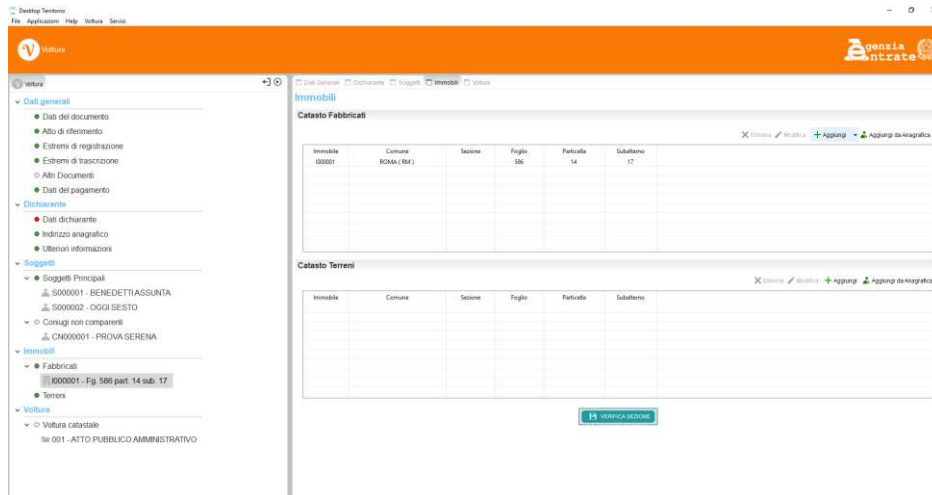 Desktop Territorio
File Applicazioni Help Voltura Servizi
V Voltura
Agenzia Entrate
Voltura
Dati Generali Dichiarante Soggetti Immobili Volture
Dati generali
Dati del documento
Atto di riferimento
Estremi di registrazione
Estremi di trascrizione
Altri Documenti
Dati del pagamento
Dichiarante
Dati dichiarante
Indirizzo anagrafico
Ulteriori informazioni
Soggetti
Soggetti Principali
S000001 - BENEDETTI ASSUNTA
S000002 - OGGI SESTO
Coniugi non comparenti
CN000001 - PROVA SERENA
Immobili
Fabbricati
I000001 - Fg. 586 part. 14 sub. 17
Terreni
Voltura
Voltura catastale
001 - ATTO PUBBLICO AMMINISTRATIVO
Immobili
Catasto Fabbricati
Elimina Modifica Aggiungi Aggiungi da Anagrafica
Immobile Comune Sezione Foglio Particella Subalterno
I000001 ROMA ( RM ) 586 14 17
Catasto Terreni
Elimina Modifica Aggiungi Aggiungi da Anagrafica
Immobile Comune Sezione Foglio Particella Subalterno
VERIFICA SEZIONE